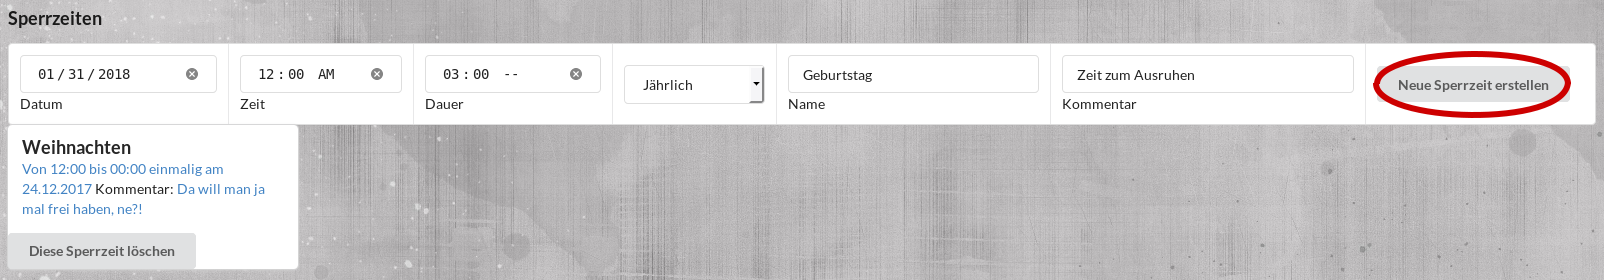 Sperrzeiten
01/31/2018
12:00 AM
03:00 --
Jährlich
Geburtstag
Zeit zum Ausruhen
Neue Sperrzeit erstellen
Datum
Zeit
Dauer
Name
Kommentar
Weihnachten
Von 12:00 bis 00:00 einmalig am
24.12.2017 Kommentar: Da will man ja
mal frei haben, ne?!
Diese Sperrzeit löschen